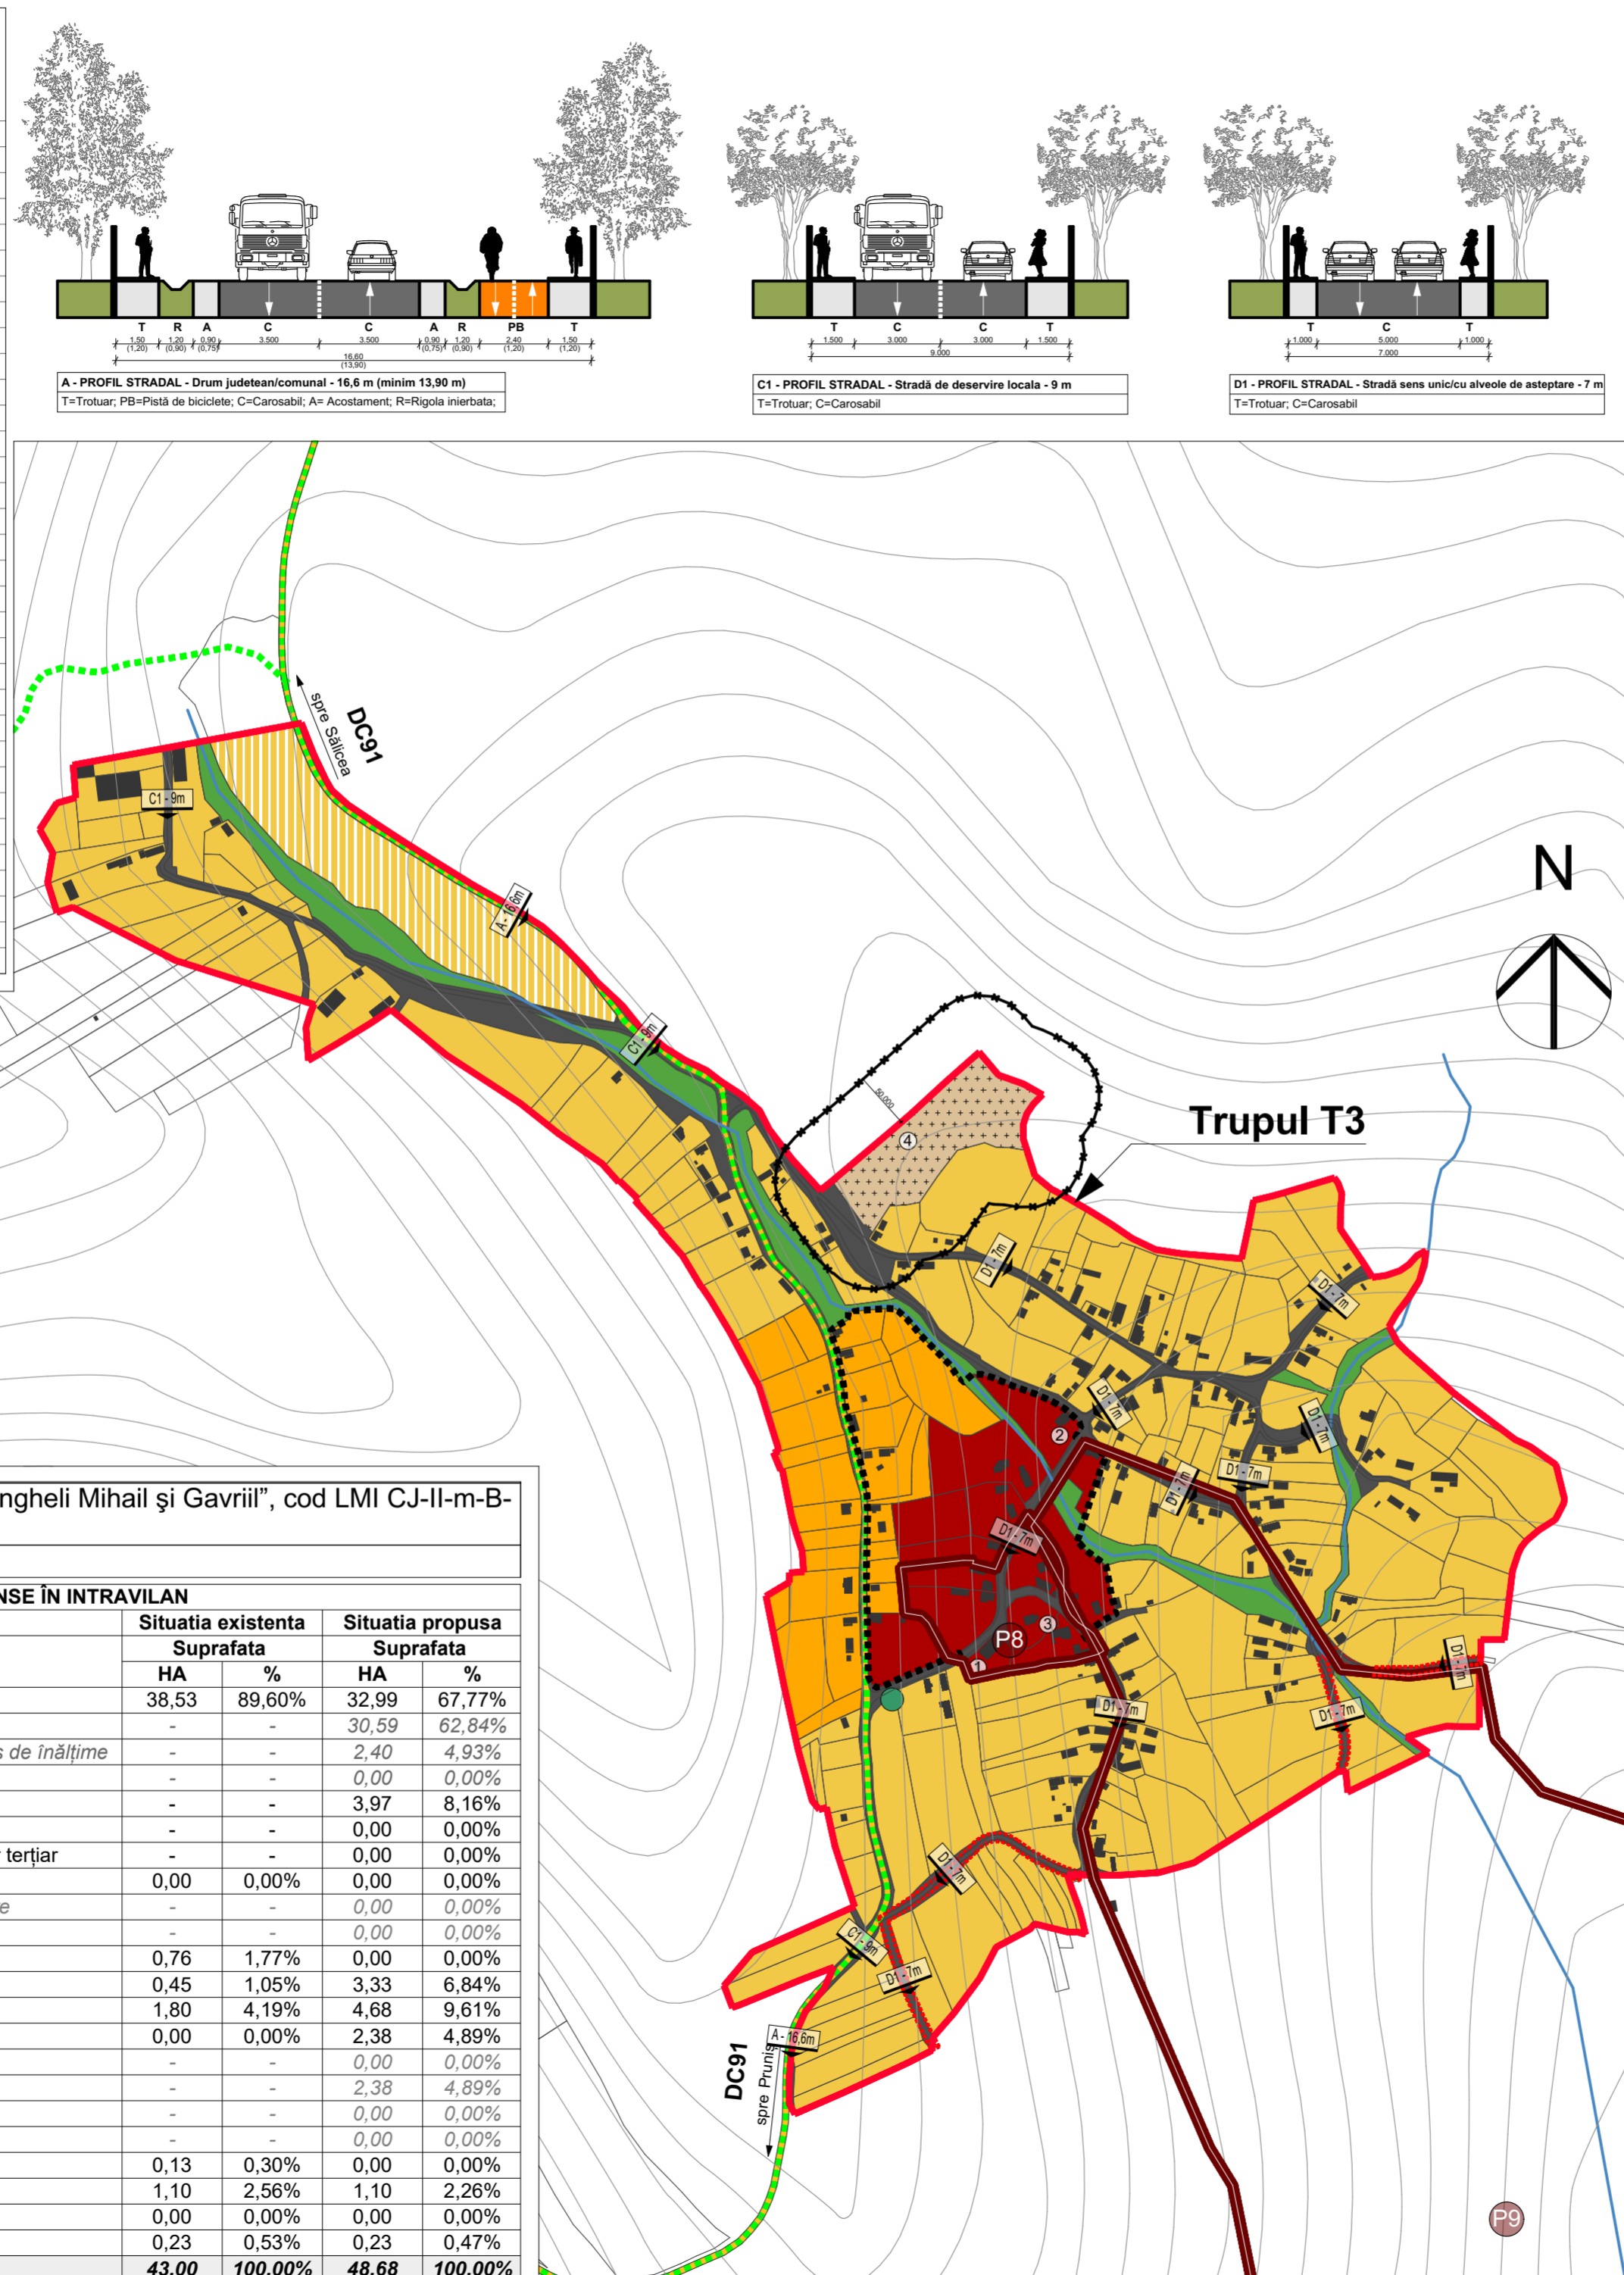 T R A C C A R PB T
1,50 1,20 0,90 3.500 3.500 0,90 1,20 2,40 1,50
(1,20) (0,90) (0,75) (0,75) (0,90) (1,20) (1,20)
16,60
(13,90)
A - PROFIL STRADAL - Drum judetean/comunal - 16,6 m (minim 13,90 m)
T=Trotuar; PB=Pistă de biciclete; C=Carosabil; A= Acostament; R=Rigola inierbata;
T C C T
1.500 3.000 3.000 1.500
9.000
C1 - PROFIL STRADAL - Stradă de deservire locala - 9 m
T=Trotuar; C=Carosabil
T C T
1.000 5.000 1.000
7.000
D1 - PROFIL STRADAL - Stradă sens unic/cu alveole de asteptare - 7 m
T=Trotuar; C=Carosabil
DC91
spre Sălicea
C1 - 9m
A - 16,6m
N
C1 - 9m
50.000
4
Trupul T3
D1 - 7m
D1 - 7m
D1 - 7m
2
D1 - 7m
D1 - 7m
D1 - 7m
D1 - 7m
3
P8
1
D1 - 7m
D1 - 7m
D1 - 7m
D1 - 7m
C1 - 9m
D1 - 7m
A - 16,6m
DC91
spre Pruniș
P9
ngheli Mihail şi Gavriil”, cod LMI CJ-II-m-B-
NSE ÎN INTRAVILAN
Situatia existenta Situatia propusa
Suprafata Suprafata
HA % HA %
38,53 89,60% 32,99 67,77%
- - 30,59 62,84%
s de înălțime - - 2,40 4,93%
- - 0,00 0,00%
- - 3,97 8,16%
- - 0,00 0,00%
r terțiar - - 0,00 0,00%
0,00 0,00% 0,00 0,00%
e - - 0,00 0,00%
- - 0,00 0,00%
0,76 1,77% 0,00 0,00%
0,45 1,05% 3,33 6,84%
1,80 4,19% 4,68 9,61%
0,00 0,00% 2,38 4,89%
- - 0,00 0,00%
- - 2,38 4,89%
- - 0,00 0,00%
- - 0,00 0,00%
0,13 0,30% 0,00 0,00%
1,10 2,56% 1,10 2,26%
0,00 0,00% 0,00 0,00%
0,23 0,53% 0,23 0,47%
43,00 100,00% 48,68 100,00%